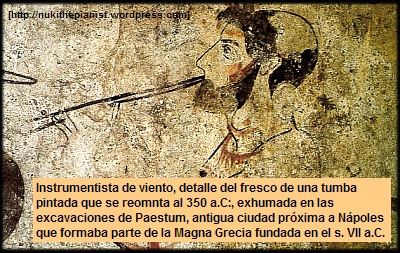 [http://nukithepianist.wordpress.com]
Instrumentista de viento, detalle del fresco de una tumba
pintada que se reomnta al 350 a.C:, exhumada en las
excavaciones de Paestum, antigua ciudad próxima a Nápoles
que formaba parte de la Magna Grecia fundada en el s. VII a.C.